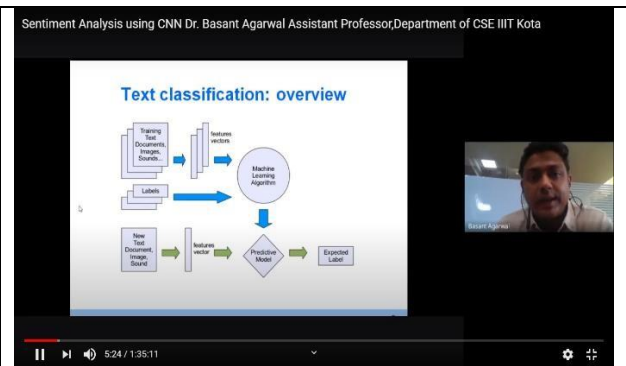 Sentiment Analysis using CNN Dr. Basant Agarwal Assistant Professor,Department of CSE IIIT Kota
Text classification: overview
Training
Text
Documents,
Images,
Sounds...
features
vectors
Machine
Learning
Algorithm
Labels
New
Text
Document,
Image,
Sound
features
vector
Predictive
Model
Expected
Label
Basant Agarwal
5:24 / 1:35:11